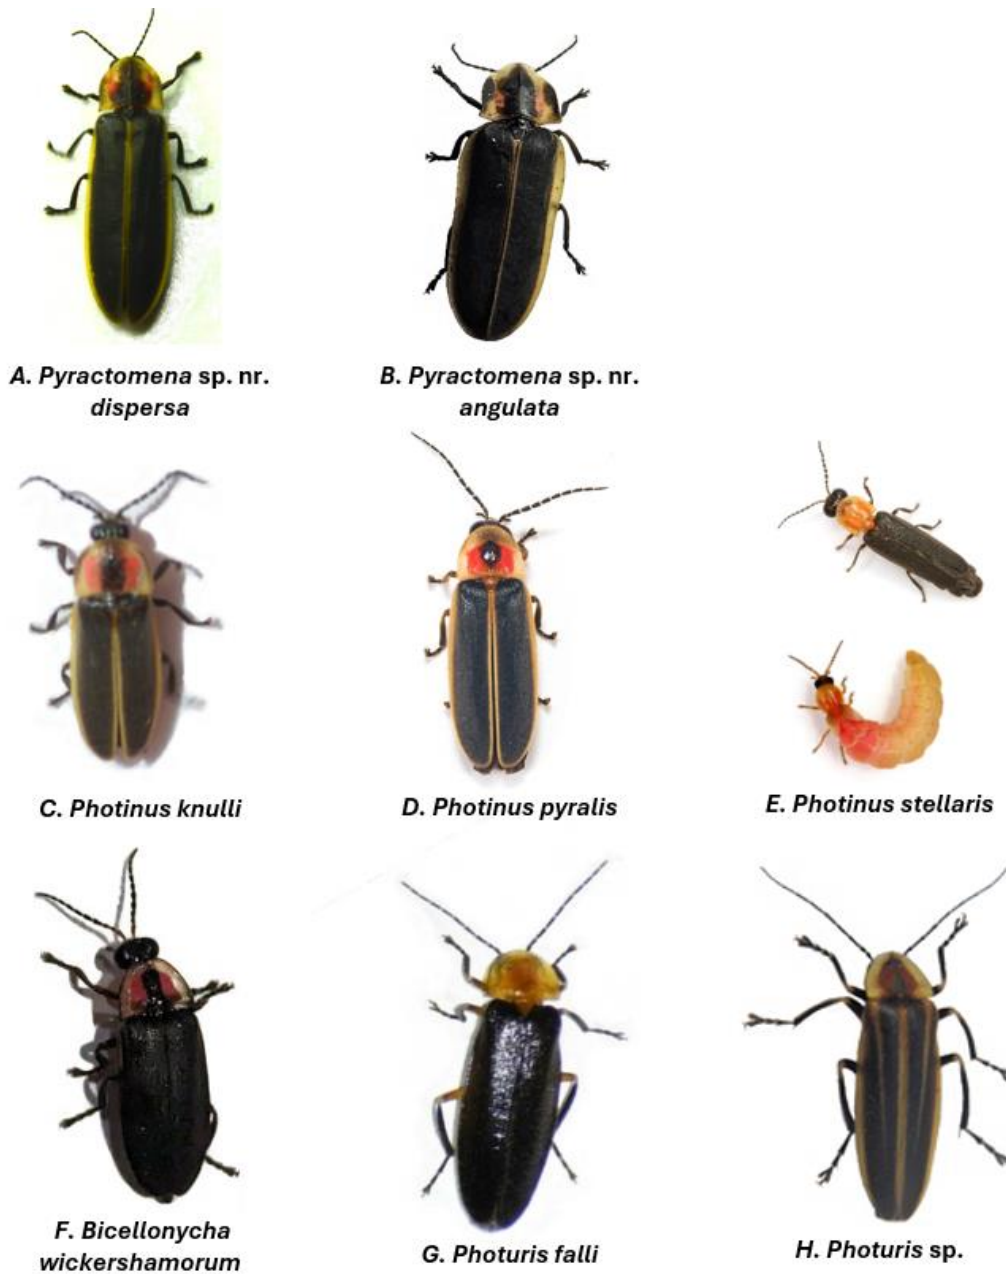 A. Pyractomena sp. nr.
dispersa
B. Pyractomena sp. nr.
angulata
C. Photinus knulli
D. Photinus pyralis
E. Photinus stellaris
F. Bicellonycha
wickershamorum
G. Photuris falli
H. Photuris sp.